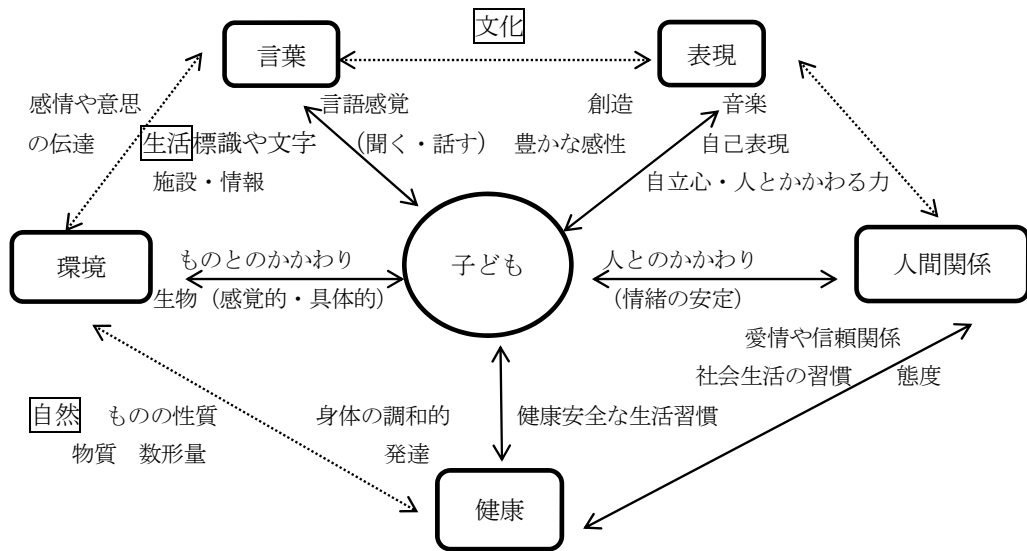 文化
言葉
表現
感情や意思
の伝達
言語感覚
創造
音楽
生活標識や文字
(聞く・話す)
豊かな感性
自己表現
施設・情報
自立心・人とかかわる力
環境
ものとのかかわり
生物(感覚的・具体的)
子ども
人とのかかわり
(情緒の安定)
人間関係
愛情や信頼関係
社会生活の習慣
態度
自然
ものの性質
物質 数形量
身体の調和的
発達
健康安全な生活習慣
健康